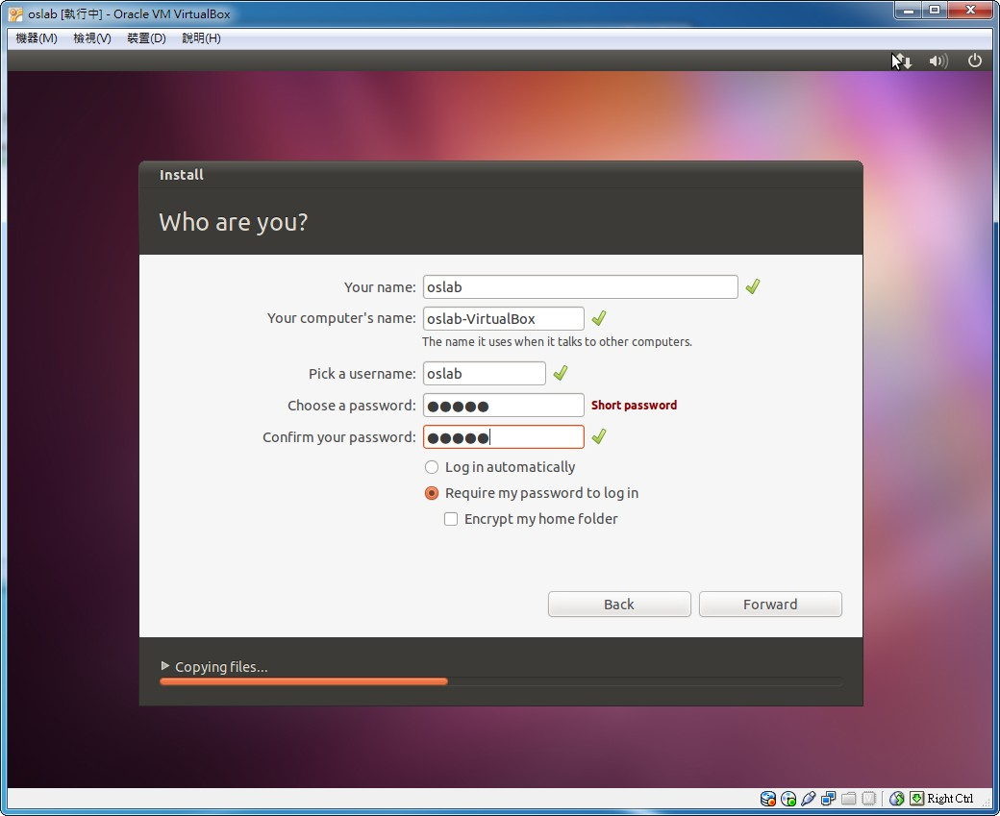 oslab [執行中] - Oracle VM VirtualBox
機器(M) 檢視(V) 裝置(D) 說明(H)
Install
Who are you?
Your name: oslab
Your computer's name: oslab-VirtualBox
The name it uses when it talks to other computers.
Pick a username: oslab
Choose a password: ●●●●● Short password
Confirm your password: ●●●●●
Log in automatically
Require my password to log in
Encrypt my home folder
Back Forward
Copying files...
Right Ctrl